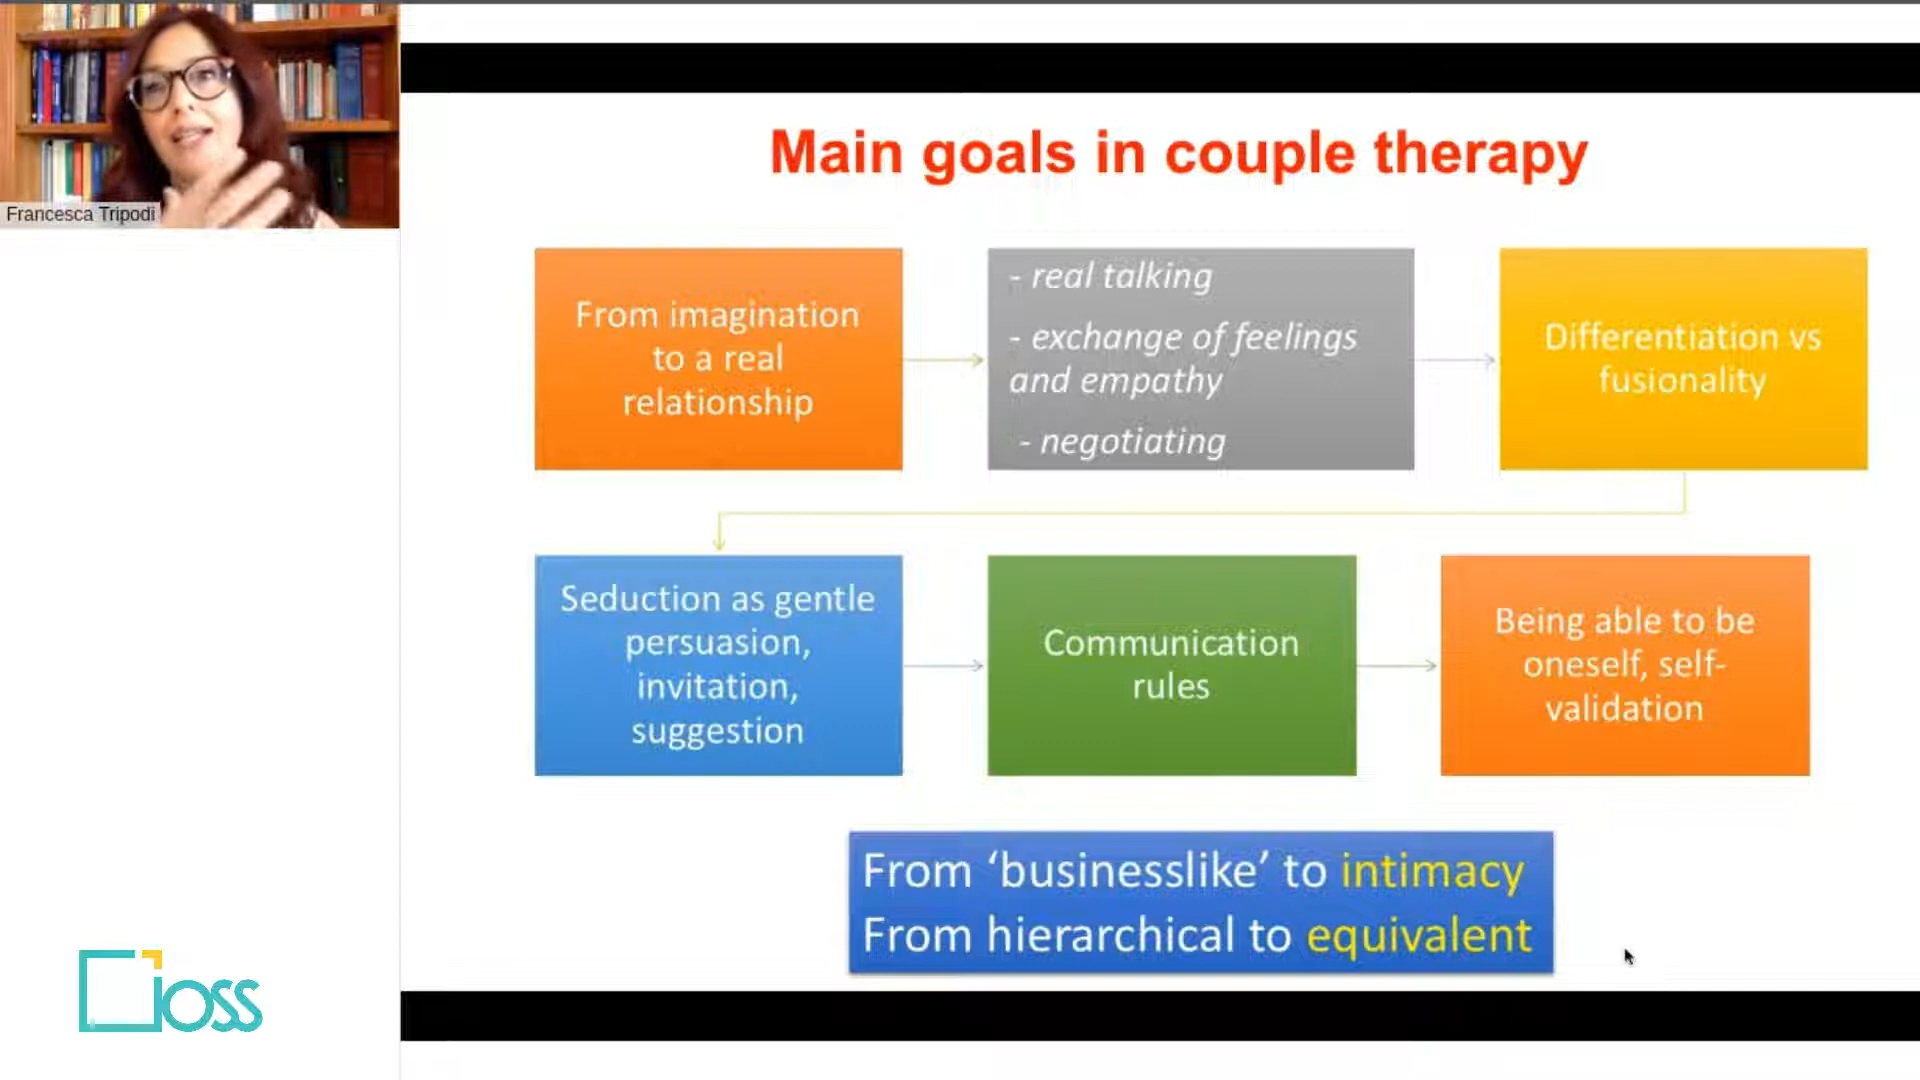 Francesca Tripodi
Main goals in couple therapy
From imagination
to a real
relationship
- real talking
- exchange of feelings
and empathy
- negotiating
Differentiation vs
fusionality
Seduction as gentle
persuasion,
invitation,
suggestion
Communication
rules
Being able to be
oneself, self-
validation
From ‘businesslike’ to intimacy
From hierarchical to equivalent
ioss